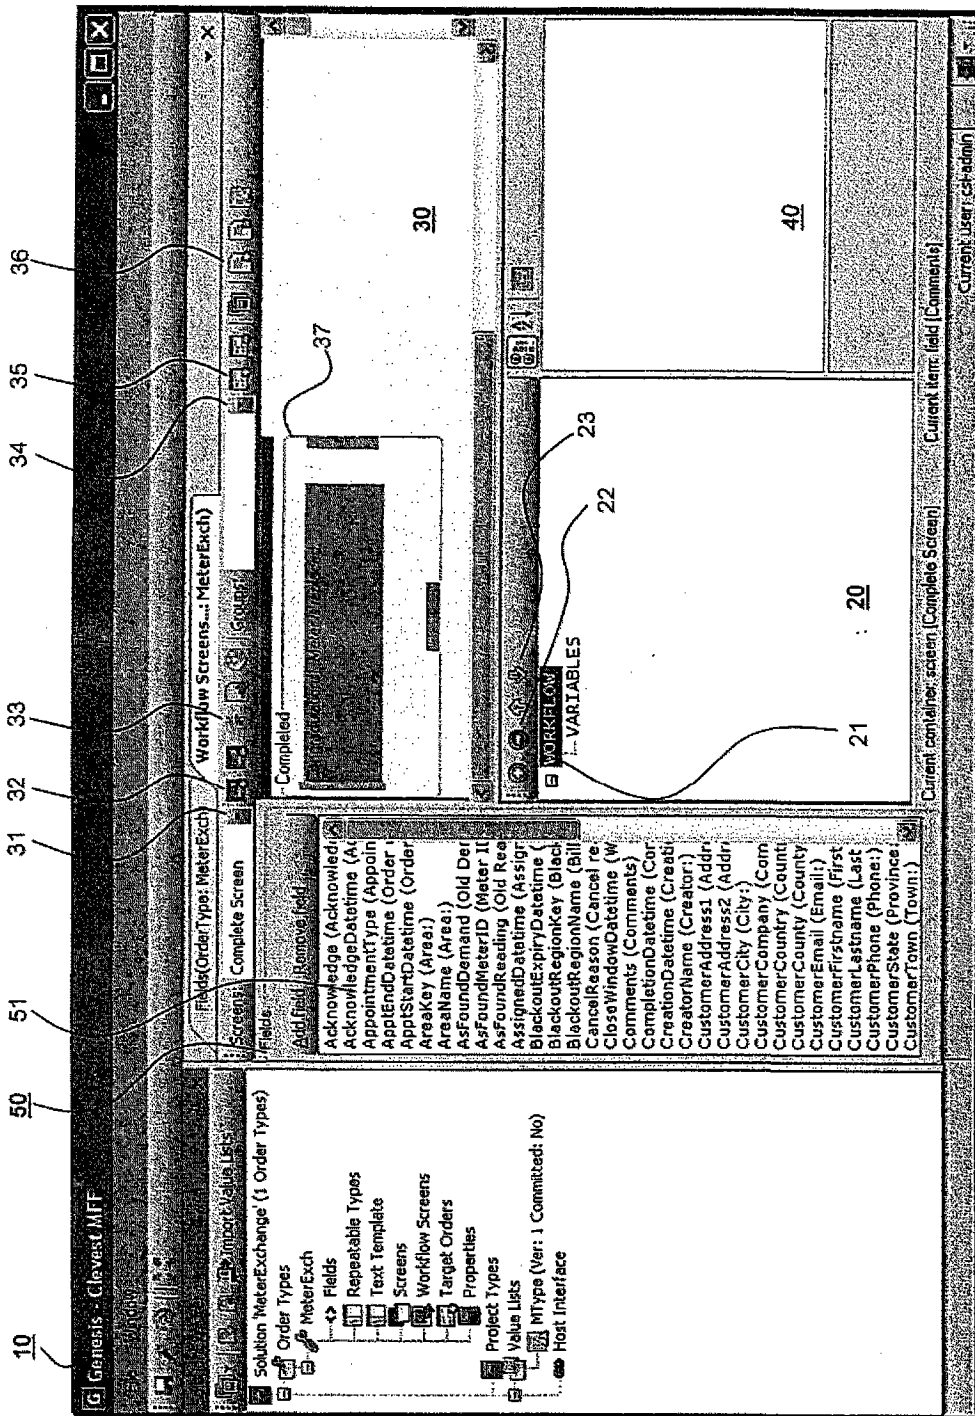 10
G Genesis - Clevest MFF
Import Value Lists
Solution 'MeterExchange' (1 Order Types)
Order Types
MeterExch
Fields
Repeatable Types
Text Template
Screens
Workflow Screens
Target Orders
Properties
Project Types
Value Lists
MType (Ver: 1 Committed: No)
Host Interface
50
51
31
32
33
34
35
36
Fields(OrderType: MeterExch
Workflow Screens...: MeterExch)
Screens: Complete Screen
Groups:
Fields:
Add field Remove field
Acknowledge (Acknowledg
AcknowledgeDatetime (Ac
AppointmentType (Appoin
ApptEndDatetime (Order
ApptStartDatetime (Order
AreaKey (Area:)
AreaName (Area:)
AsFoundDemand (Old Der
AsFoundMeterID (Meter II
AsFoundReading (Old Rea
AssignedDatetime (Assign
BlackoutExpiryDatetime (
BlackoutRegionKey (Black
BlackoutRegionName (Bla
CancelReason (Cancel re
CloseWindowDatetime (W
Comments (Comments)
CompletionDatetime (Cor
CreationDatetime (Creati
CreatorName (Creator:)
CustomerAddress1 (Addr
CustomerAddress2 (Addr
CustomerCity (City:)
CustomerCompany (Com
CustomerCountry (Countr
CustomerCounty (County
CustomerEmail (Email:)
CustomerFirstname (First
CustomerLastname (Last
CustomerPhone (Phone:)
CustomerState (Province:
CustomerTown (Town:)
Completed
37
30
WORKFLOW
VARIABLES
23
22
21
20
40
Current container: screen [Complete Screen]
Current item: field [Comments]
Current user: cshadmin